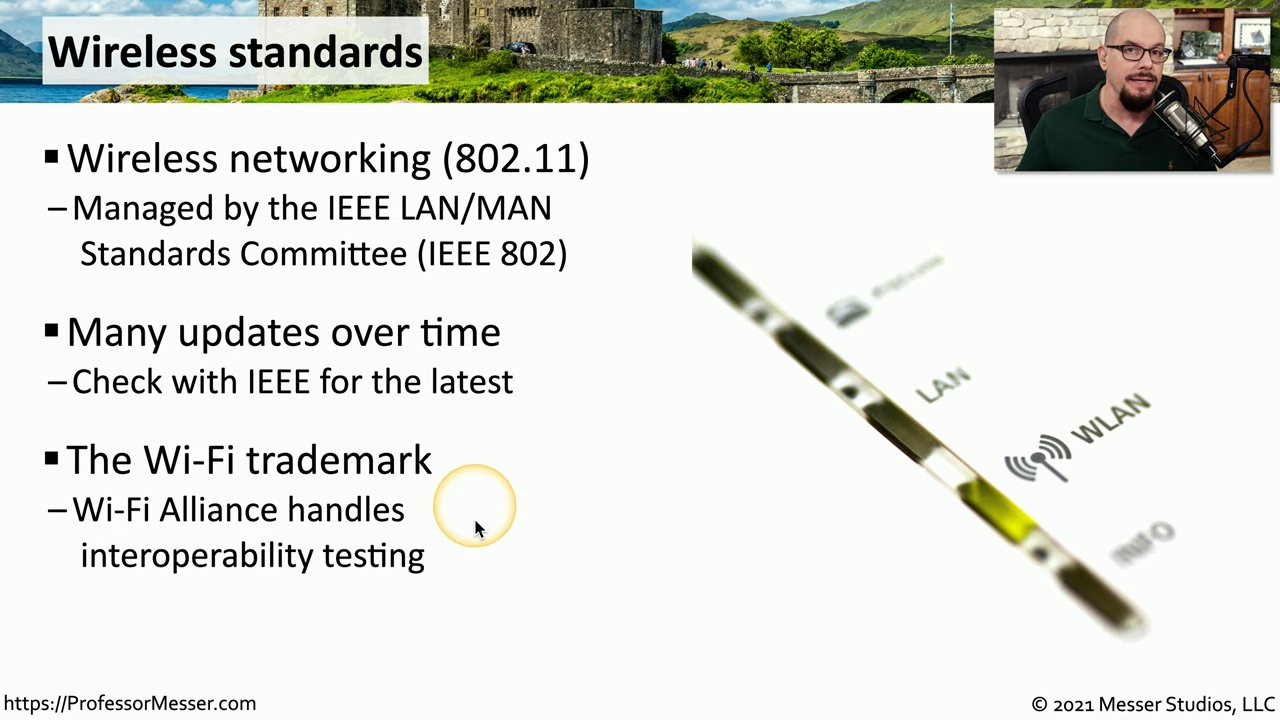 Wireless standards
▪ Wireless networking (802.11)
– Managed by the IEEE LAN/MAN
Standards Committee (IEEE 802)
▪ Many updates over time
– Check with IEEE for the latest
▪ The Wi-Fi trademark
– Wi-Fi Alliance handles
interoperability testing
LAN
WLAN
INFO
https://ProfessorMesser.com
© 2021 Messer Studios, LLC